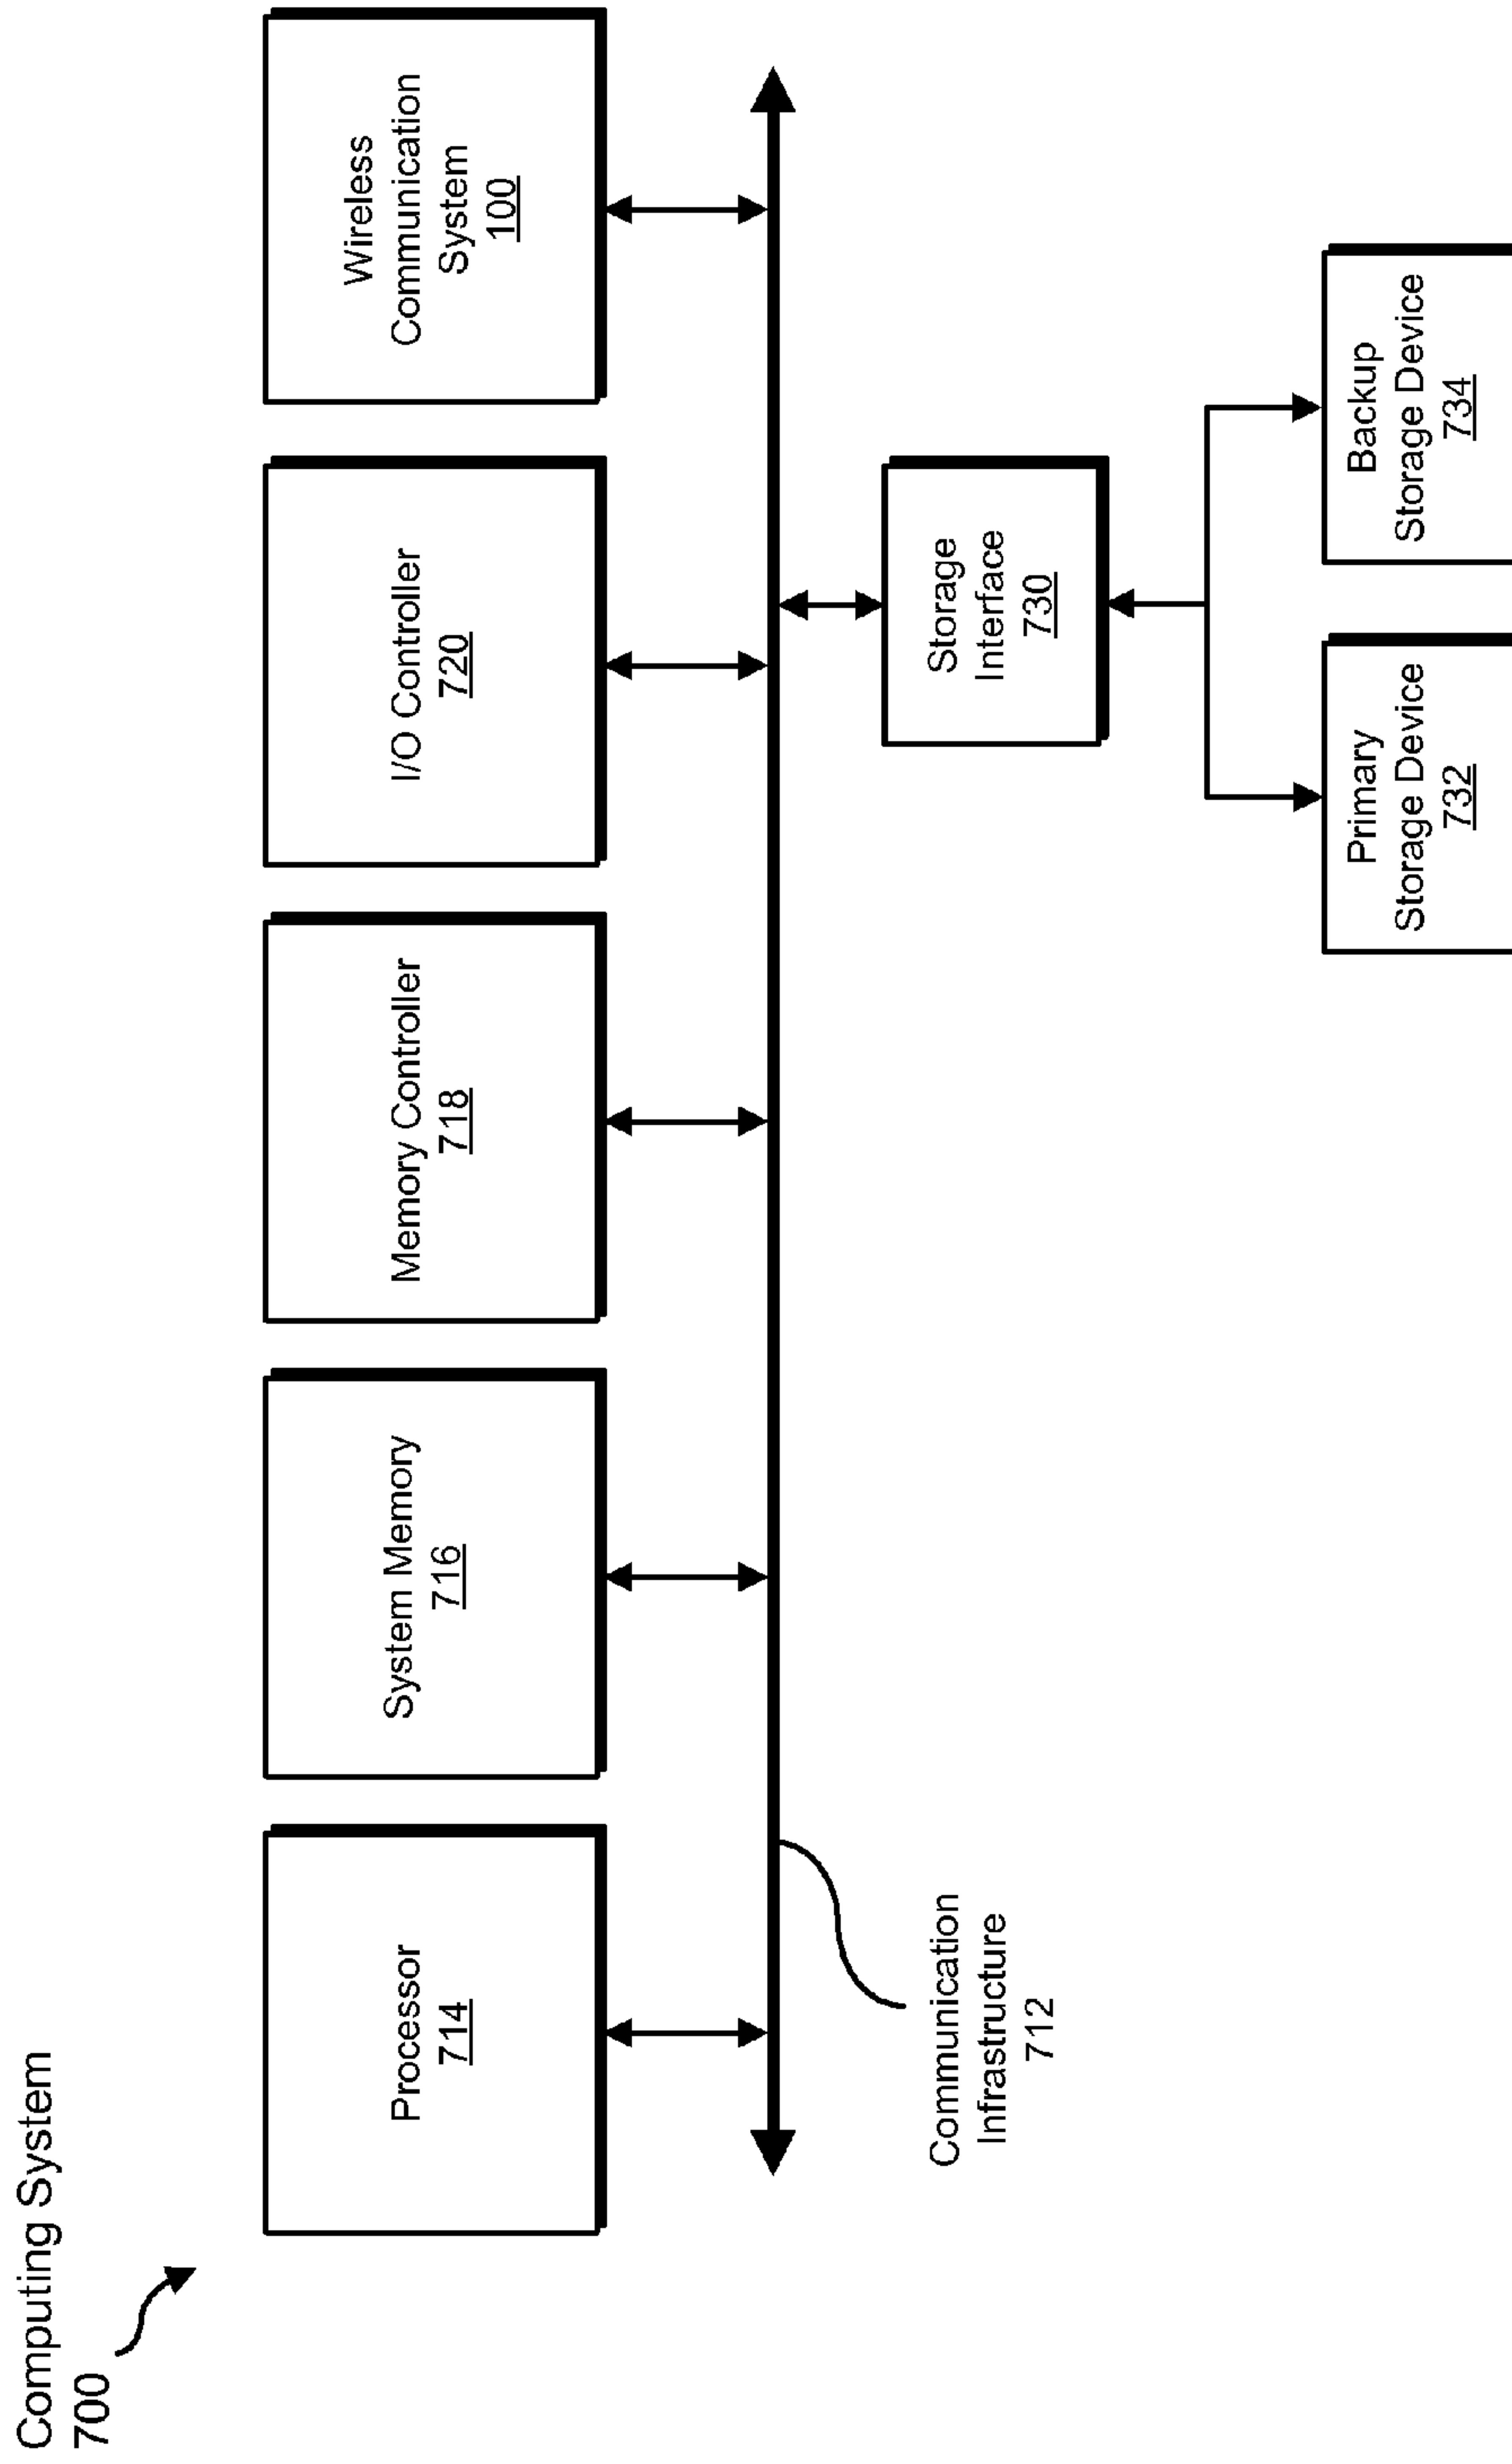 Computing System
700
Processor
714
System Memory
716
Memory Controller
718
I/O Controller
720
Wireless
Communication
System
100
Communication
Infrastructure
712
Storage
Interface
730
Primary
Storage Device
732
Backup
Storage Device
734